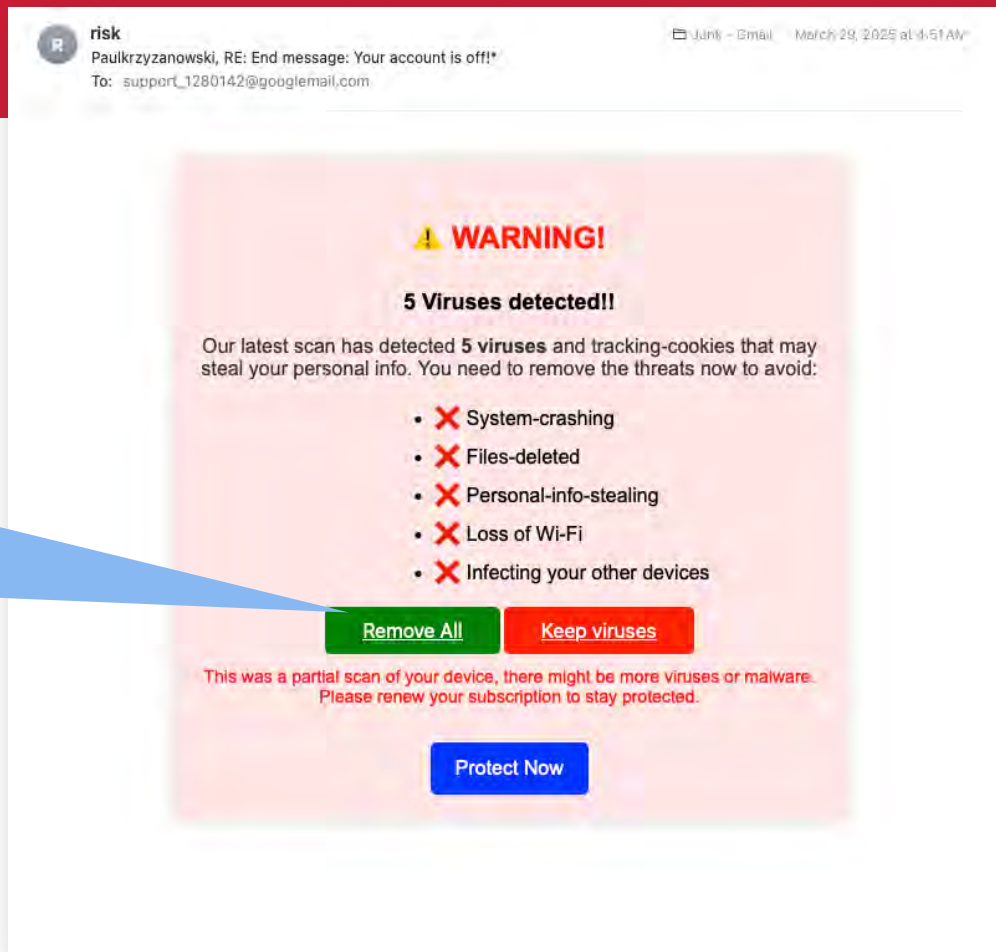 R
risk
Junk - Gmail March 29, 2025 at 4:51 AM
Paulkrzyzanowski, RE: End message: Your account is off!*
To: support_1280142@googlemail.com
WARNING!
5 Viruses detected!!
Our latest scan has detected 5 viruses and tracking-cookies that may
steal your personal info. You need to remove the threats now to avoid:
• ❌ System-crashing
• ❌ Files-deleted
• ❌ Personal-info-stealing
• ❌ Loss of Wi-Fi
• ❌ Infecting your other devices
Remove All Keep viruses
This was a partial scan of your device, there might be more viruses or malware.
Please renew your subscription to stay protected.
Protect Now